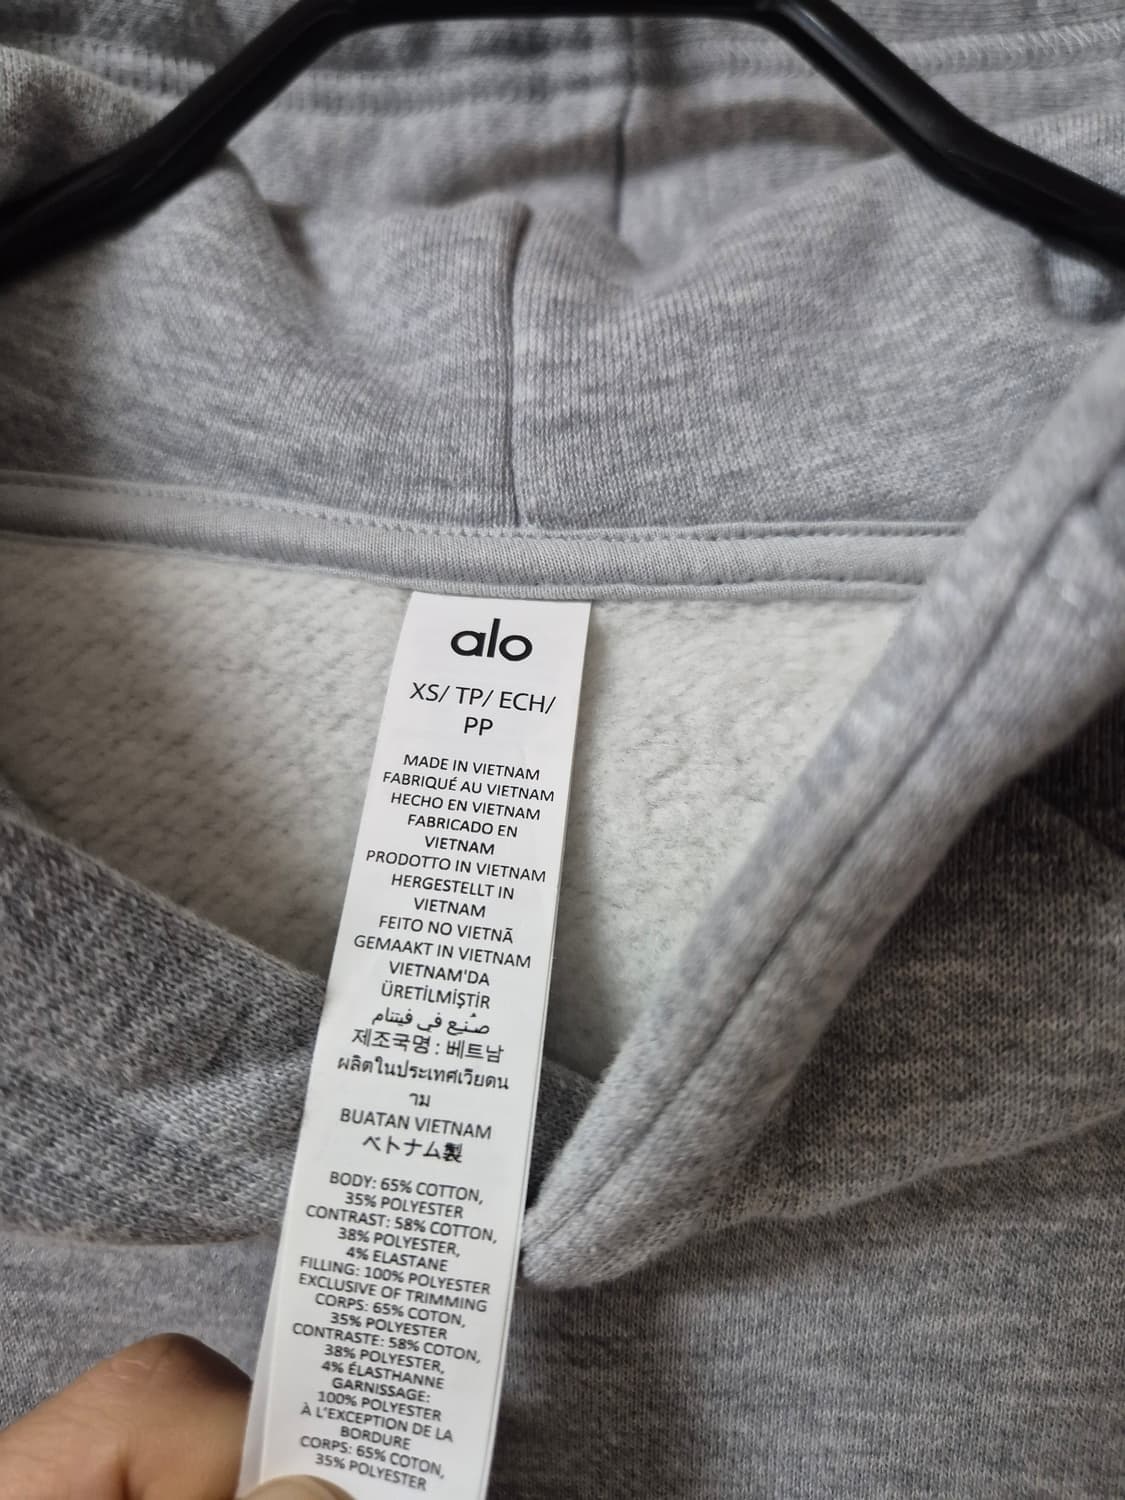 alo
XS/ TP/ ECH/
PP
MADE IN VIETNAM
FABRIQUÉ AU VIETNAM
HECHO EN VIETNAM
FABRICADO EN
VIETNAM
PRODOTTO IN VIETNAM
HERGESTELLT IN
VIETNAM
FEITO NO VIETNÃ
GEMAAKT IN VIETNAM
VIETNAM'DA
ÜRETİLMİŞTİR
صُنِع في فيتنام
제조국명 : 베트남
ผลิตในประเทศเวียดน
าม
BUATAN VIETNAM
ベトナム製
BODY: 65% COTTON,
35% POLYESTER
CONTRAST: 58% COTTON,
38% POLYESTER,
4% ELASTANE
FILLING: 100% POLYESTER
EXCLUSIVE OF TRIMMING
CORPS: 65% COTON,
35% POLYESTER
CONTRASTE: 58% COTON,
38% POLYESTER,
4% ÉLASTHANNE
GARNISSAGE:
100% POLYESTER
À L'EXCEPTION DE LA
BORDURE
CORPS: 65% COTON,
35% POLYESTER